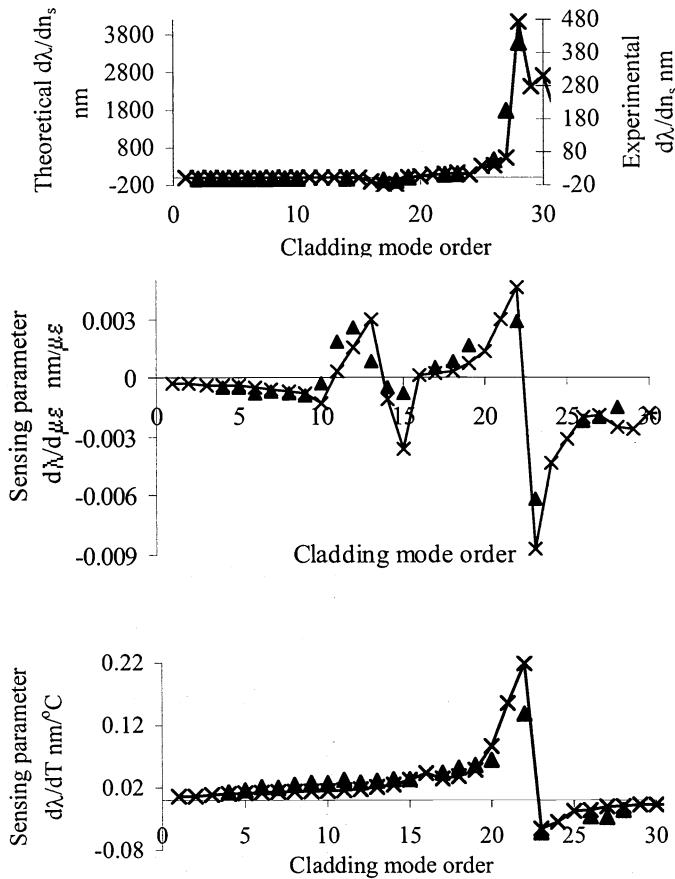 Theoretical dλ/dnₛ
nm
3800
2800
1800
800
-200
480
380
280
180
80
-20
Experimental
dλ/dnₛ nm
0 10 20 30
Cladding mode order
Sensing parameter
dλ/dμε nm/με
0.003
0
-0.003
-0.006
-0.009
0 5 10 15 20 25 30
Cladding mode order
Sensing parameter
dλ/dT nm/°C
0.22
0.12
0.02
-0.08
0 5 10 15 20 25 30
Cladding mode order